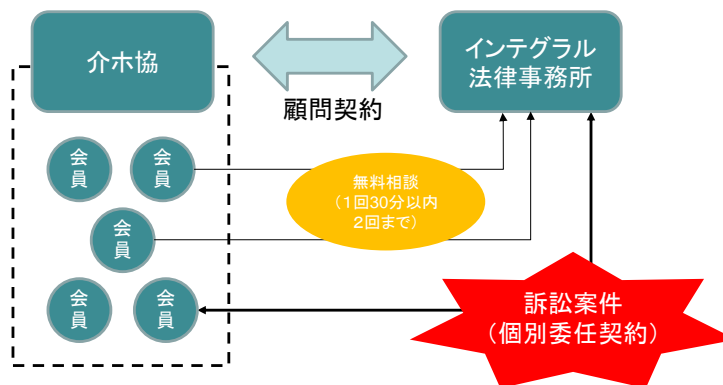 介ホ協
インテグラル
法律事務所
顧問契約
会
員
会
員
無料相談
（１回30分以内
２回まで）
会
員
会
員
会
員
訴訟案件
（個別委任契約）